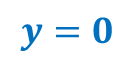 y = 0